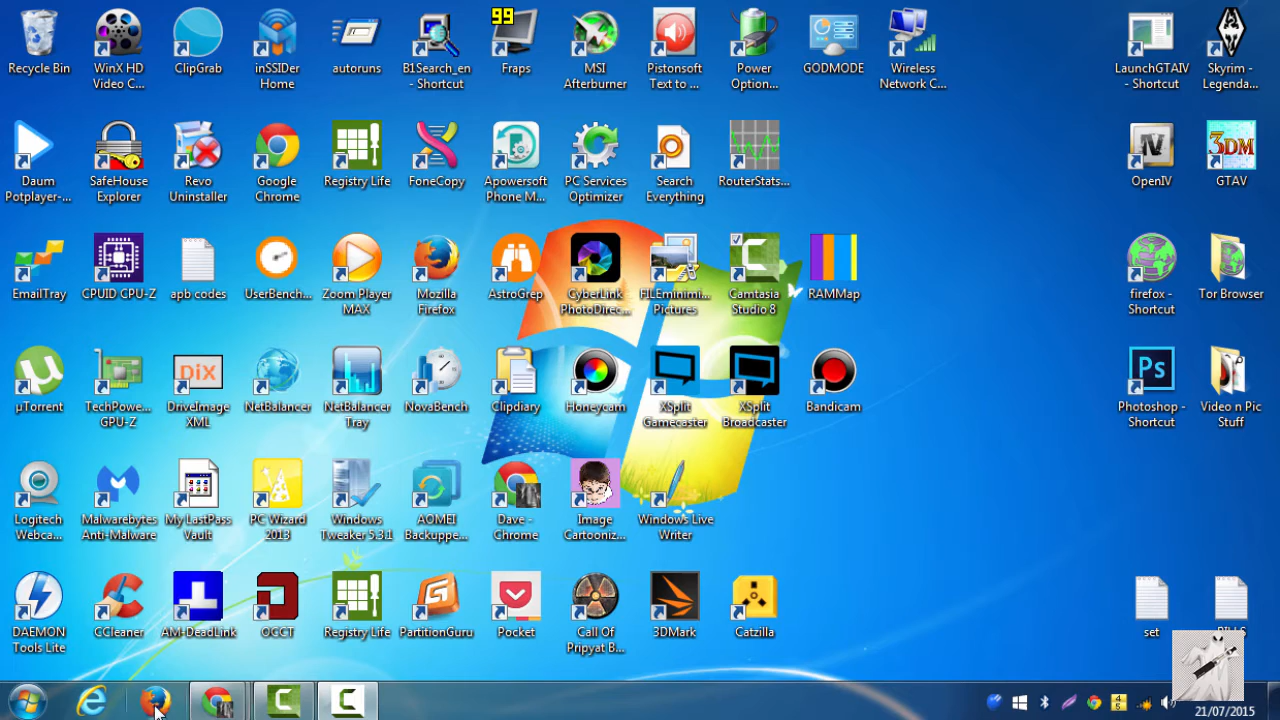 99
Recycle Bin
WinX HD
Video C...
ClipGrab
inSSIDer
Home
autoruns
B1Search_en
- Shortcut
Fraps
MSI
Afterburner
Pistonsoft
Text to ...
Power
Option...
GODMODE
Wireless
Network C...
LaunchGTAIV
- Shortcut
Skyrim -
Legenda...
Daum
Potplayer-...
SafeHouse
Explorer
Revo
Uninstaller
Google
Chrome
Registry Life
FoneCopy
Apowersoft
Phone M...
PC Services
Optimizer
Search
Everything
RouterStats...
IV
OpenIV
3DM
GTAV
EmailTray
CPUID CPU-Z
apb codes
UserBench...
Zoom Player
MAX
Mozilla
Firefox
AstroGrep
CyberLink
PhotoDirec...
FILEminimi...
Pictures
Camtasia
Studio 8
RAMMap
firefox -
Shortcut
Tor Browser
µTorrent
TechPowe...
GPU-Z
DiX
DriveImage
XML
NetBalancer
NetBalancer
Tray
NovaBench
Clipdiary
Honeycam
XSplit
Gamecaster
XSplit
Broadcaster
Bandicam
Ps
Photoshop -
Shortcut
Video n Pic
Stuff
Logitech
Webca...
Malwarebytes
Anti-Malware
My LastPass
Vault
PC Wizard
2013
Windows
Tweaker 5.3.1
AOMEI
Backuppe...
Dave -
Chrome
Image
Cartooniz...
Windows Live
Writer
DAEMON
Tools Lite
CCleaner
AM-DeadLink
OCCT
Registry Life
PartitionGuru
Pocket
Call Of
Pripyat B...
3DMark
Catzilla
set
BILLS
21/07/2015